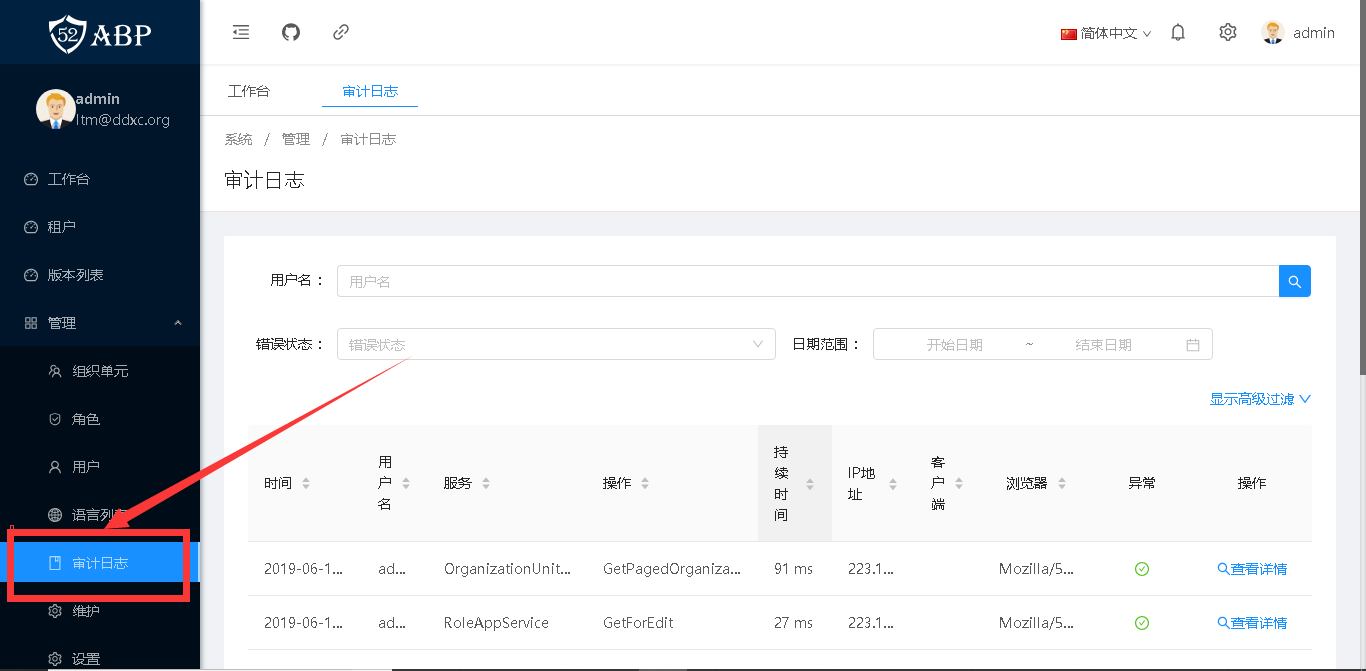 52 ABP
简体中文
admin
admin
ltm@ddxc.org
工作台
租户
版本列表
管理
组织单元
角色
用户
语言列表
审计日志
维护
设置
工作台 审计日志
系统 / 管理 / 审计日志
审计日志
用户名 :
用户名
错误状态 :
错误状态
日期范围 :
开始日期 ~ 结束日期
显示高级过滤
时间 用户名 服务 操作 持续时间 IP地址 客户端 浏览器 异常 操作
2019-06-1... ad... OrganizationUnit... GetPagedOrganiza... 91 ms 223.1... Mozilla/5... 查看详情
2019-06-1... ad... RoleAppService GetForEdit 27 ms 223.1... Mozilla/5... 查看详情